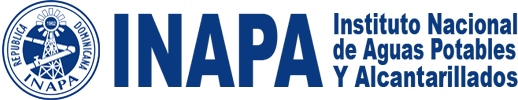 REPUBLICA DOMINICANA
1962
INAPA
INAPA
Instituto Nacional
de Aguas Potables
Y Alcantarillados